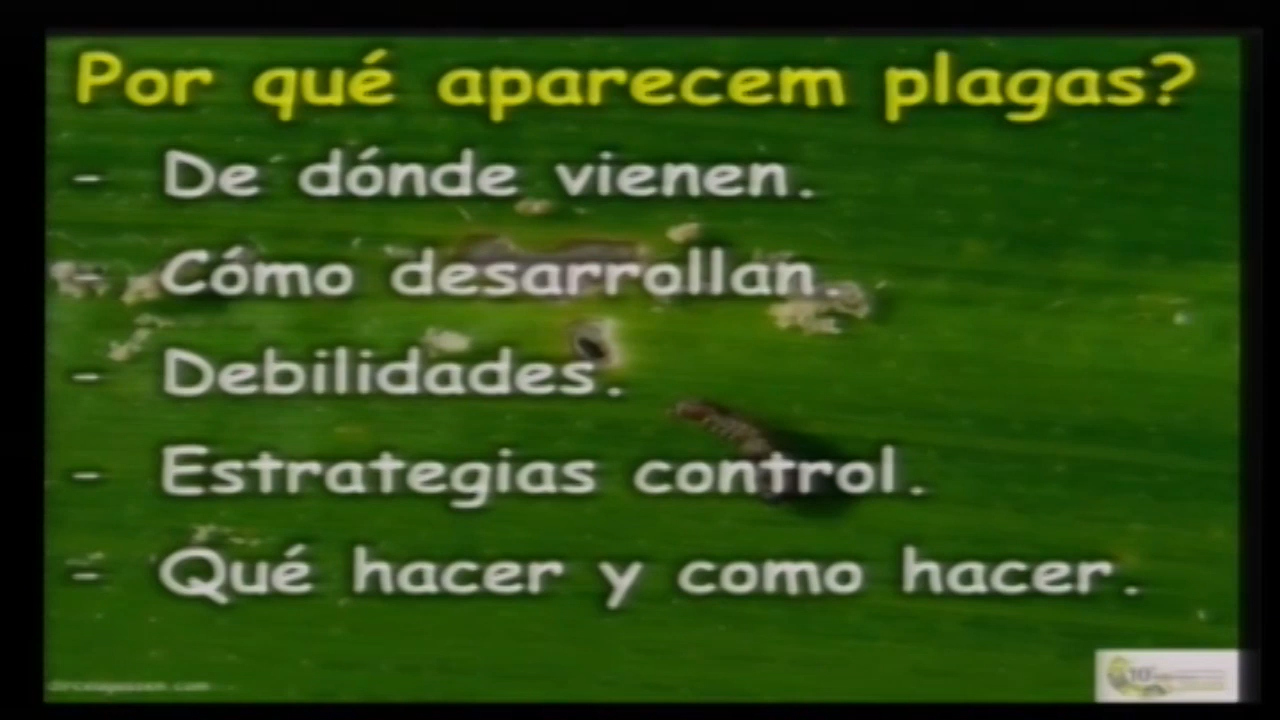 Por qué aparecem plagas?
- De dónde vienen.
- Cómo desarrollan.
- Debilidades.
- Estrategias control.
- Qué hacer y como hacer.